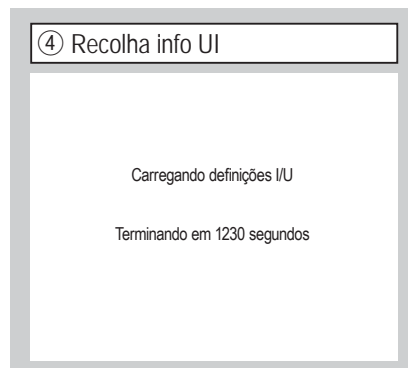 ④ Recolha info UI
Carregando definições I/U
Terminando em 1230 segundos